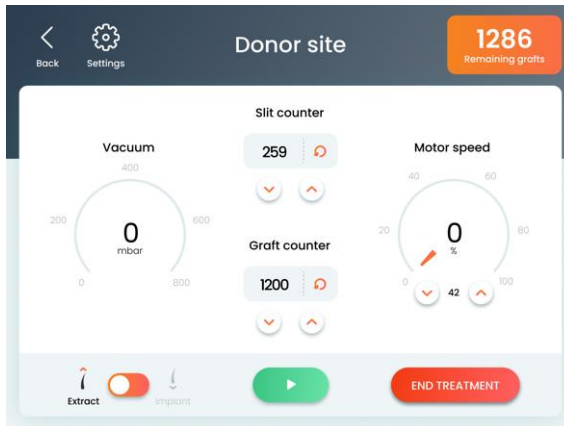 Back
Settings
Donor site
1286
Remaining grafts
Vacuum
400
200
600
0
mbar
0
800
Slit counter
259
Graft counter
1200
Motor speed
40
60
20
80
0
%
0
100
42
Extract
Implant
END TREATMENT